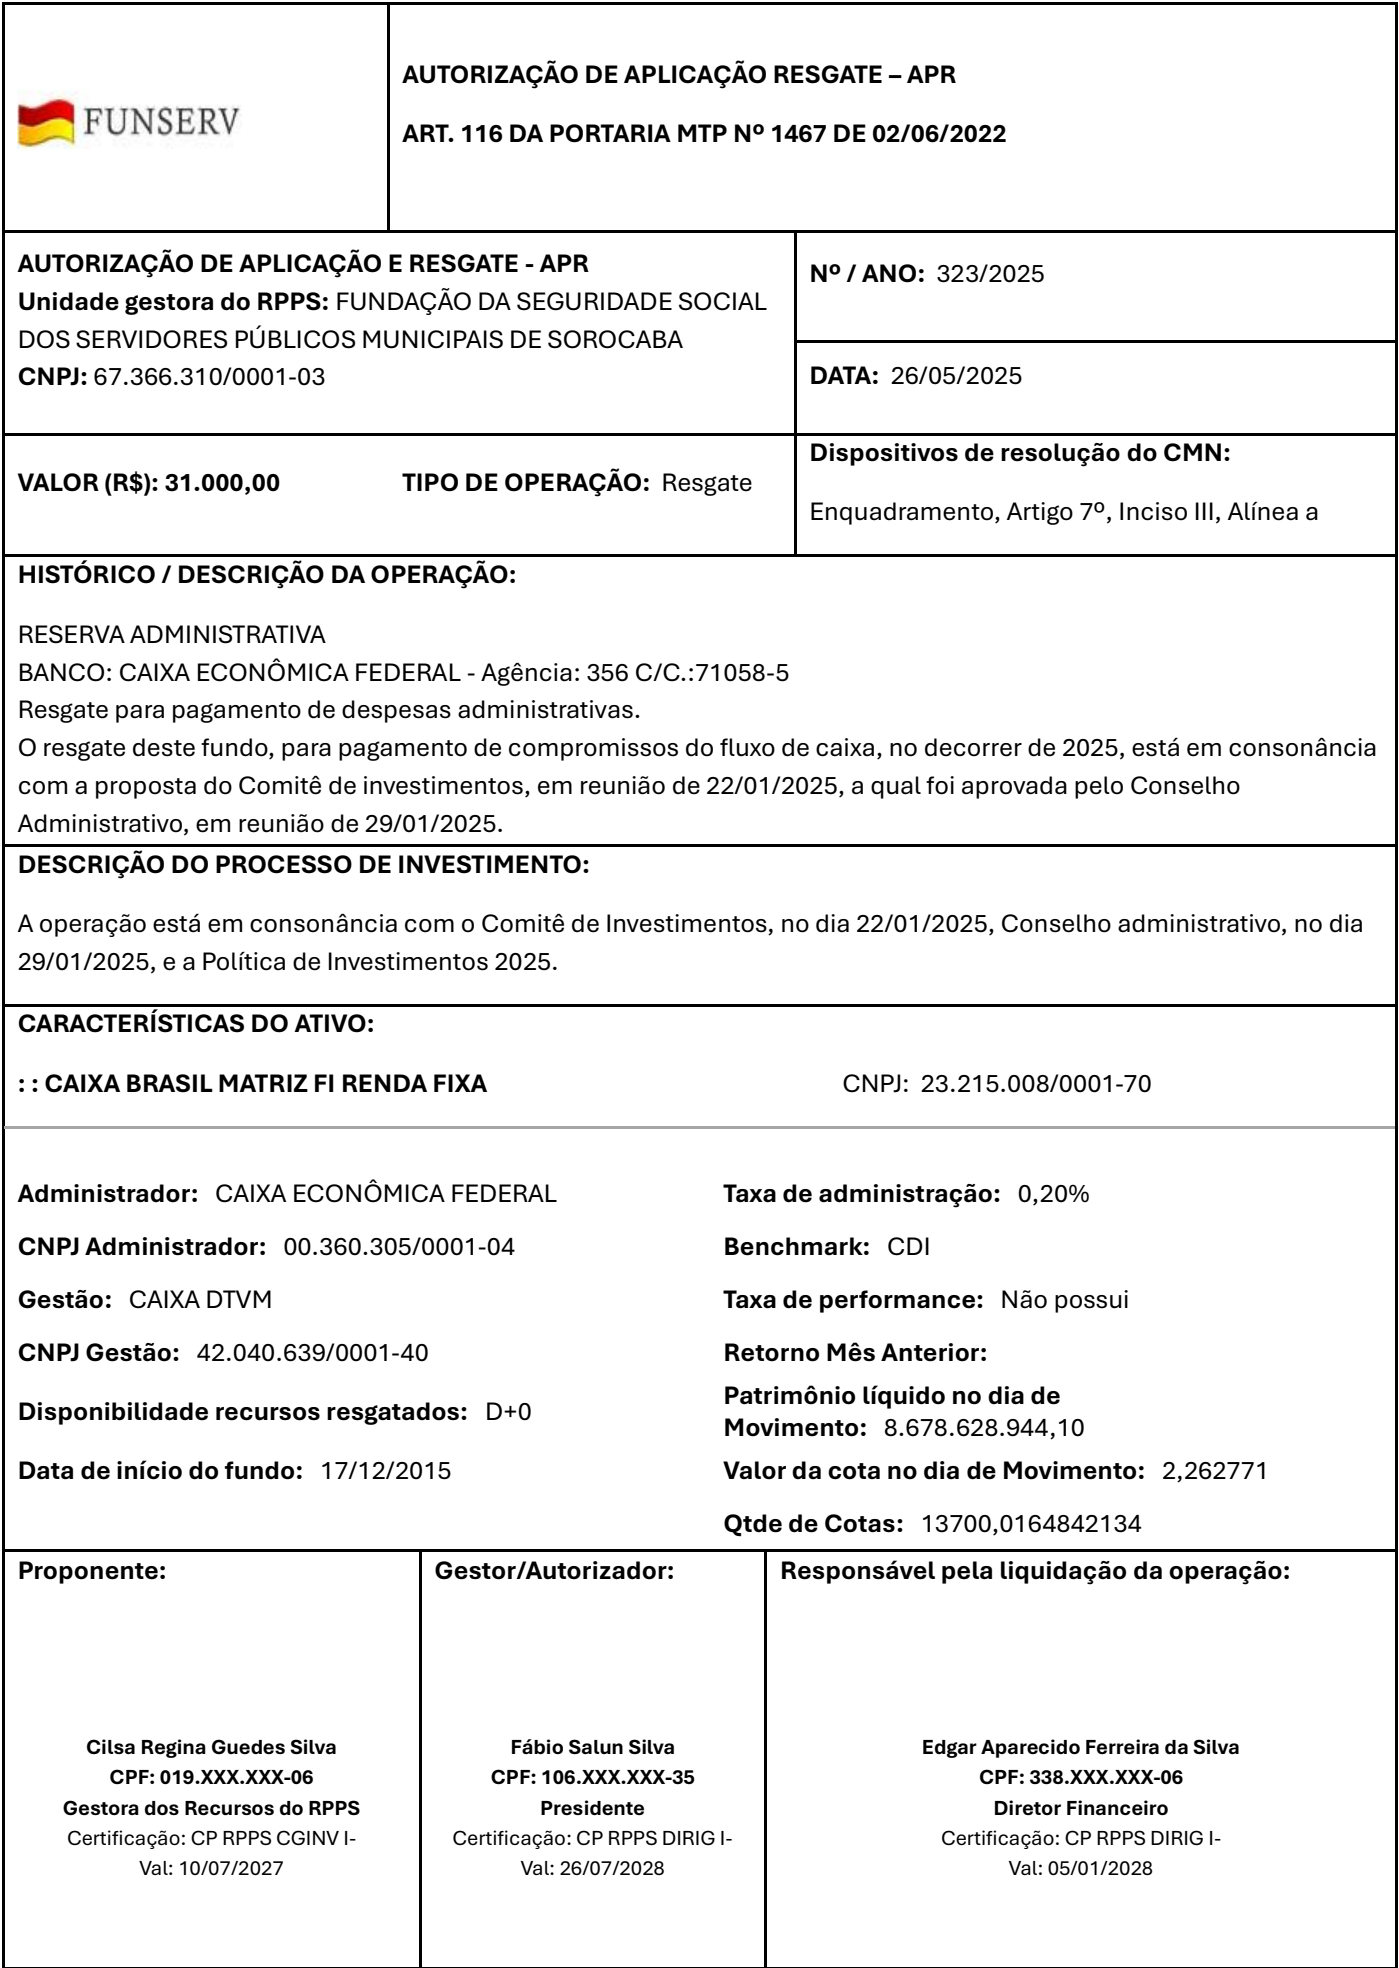 FUNSERV
AUTORIZAÇÃO DE APLICAÇÃO RESGATE – APR
ART. 116 DA PORTARIA MTP Nº 1467 DE 02/06/2022
AUTORIZAÇÃO DE APLICAÇÃO E RESGATE - APR
Unidade gestora do RPPS: FUNDAÇÃO DA SEGURIDADE SOCIAL
DOS SERVIDORES PÚBLICOS MUNICIPAIS DE SOROCABA
CNPJ: 67.366.310/0001-03
Nº / ANO: 323/2025
DATA: 26/05/2025
VALOR (R$): 31.000,00 TIPO DE OPERAÇÃO: Resgate
Dispositivos de resolução do CMN:
Enquadramento, Artigo 7º, Inciso III, Alínea a
HISTÓRICO / DESCRIÇÃO DA OPERAÇÃO:
RESERVA ADMINISTRATIVA
BANCO: CAIXA ECONÔMICA FEDERAL - Agência: 356 C/C.:71058-5
Resgate para pagamento de despesas administrativas.
O resgate deste fundo, para pagamento de compromissos do fluxo de caixa, no decorrer de 2025, está em consonância
com a proposta do Comitê de investimentos, em reunião de 22/01/2025, a qual foi aprovada pelo Conselho
Administrativo, em reunião de 29/01/2025.
DESCRIÇÃO DO PROCESSO DE INVESTIMENTO:
A operação está em consonância com o Comitê de Investimentos, no dia 22/01/2025, Conselho administrativo, no dia
29/01/2025, e a Política de Investimentos 2025.
CARACTERÍSTICAS DO ATIVO:
: : CAIXA BRASIL MATRIZ FI RENDA FIXA CNPJ: 23.215.008/0001-70
Administrador: CAIXA ECONÔMICA FEDERAL
CNPJ Administrador: 00.360.305/0001-04
Gestão: CAIXA DTVM
CNPJ Gestão: 42.040.639/0001-40
Disponibilidade recursos resgatados: D+0
Data de início do fundo: 17/12/2015
Taxa de administração: 0,20%
Benchmark: CDI
Taxa de performance: Não possui
Retorno Mês Anterior:
Patrimônio líquido no dia de
Movimento: 8.678.628.944,10
Valor da cota no dia de Movimento: 2,262771
Qtde de Cotas: 13700,0164842134
Proponente:
Cilsa Regina Guedes Silva
CPF: 019.XXX.XXX-06
Gestora dos Recursos do RPPS
Certificação: CP RPPS CGINV I-
Val: 10/07/2027
Gestor/Autorizador:
Fábio Salun Silva
CPF: 106.XXX.XXX-35
Presidente
Certificação: CP RPPS DIRIG I-
Val: 26/07/2028
Responsável pela liquidação da operação:
Edgar Aparecido Ferreira da Silva
CPF: 338.XXX.XXX-06
Diretor Financeiro
Certificação: CP RPPS DIRIG I-
Val: 05/01/2028